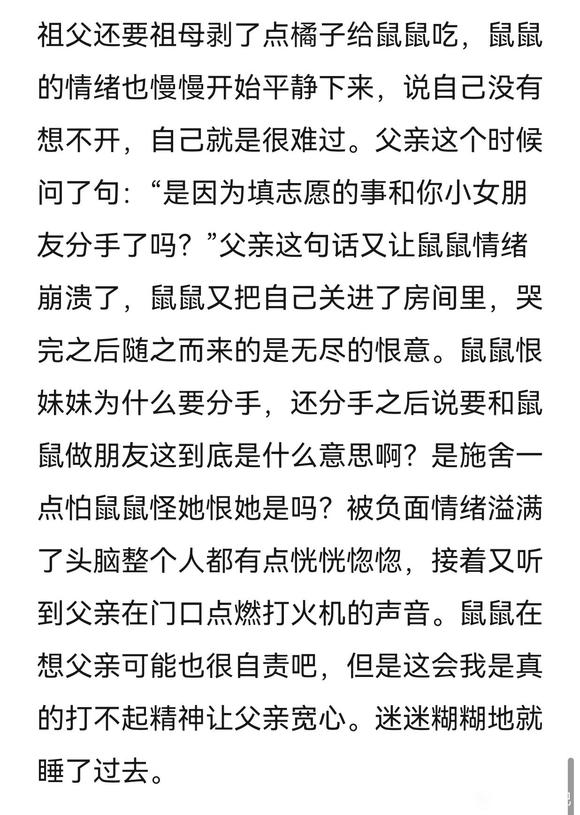 祖父还要祖母剥了点橘子给鼠鼠吃，鼠鼠
的情绪也慢慢开始平静下来，说自己没有
想不开，自己就是很难过。父亲这个时候
问了句：“是因为填志愿的事和你小女朋
友分手了吗？”父亲这句话又让鼠鼠情绪
崩溃了，鼠鼠又把自己关进了房间里，哭
完之后随之而来的是无尽的恨意。鼠鼠恨
妹妹为什么要分手，还分手之后说要和鼠
鼠做朋友这到底是什么意思啊？是施舍一
点怕鼠鼠怪她恨她是吗？被负面情绪溢满
了头脑整个人都有点恍恍惚惚，接着又听
到父亲在门口点燃打火机的声音。鼠鼠在
想父亲可能也很自责吧，但是这会我是真
的打不起精神让父亲宽心。迷迷糊糊地就
睡了过去。